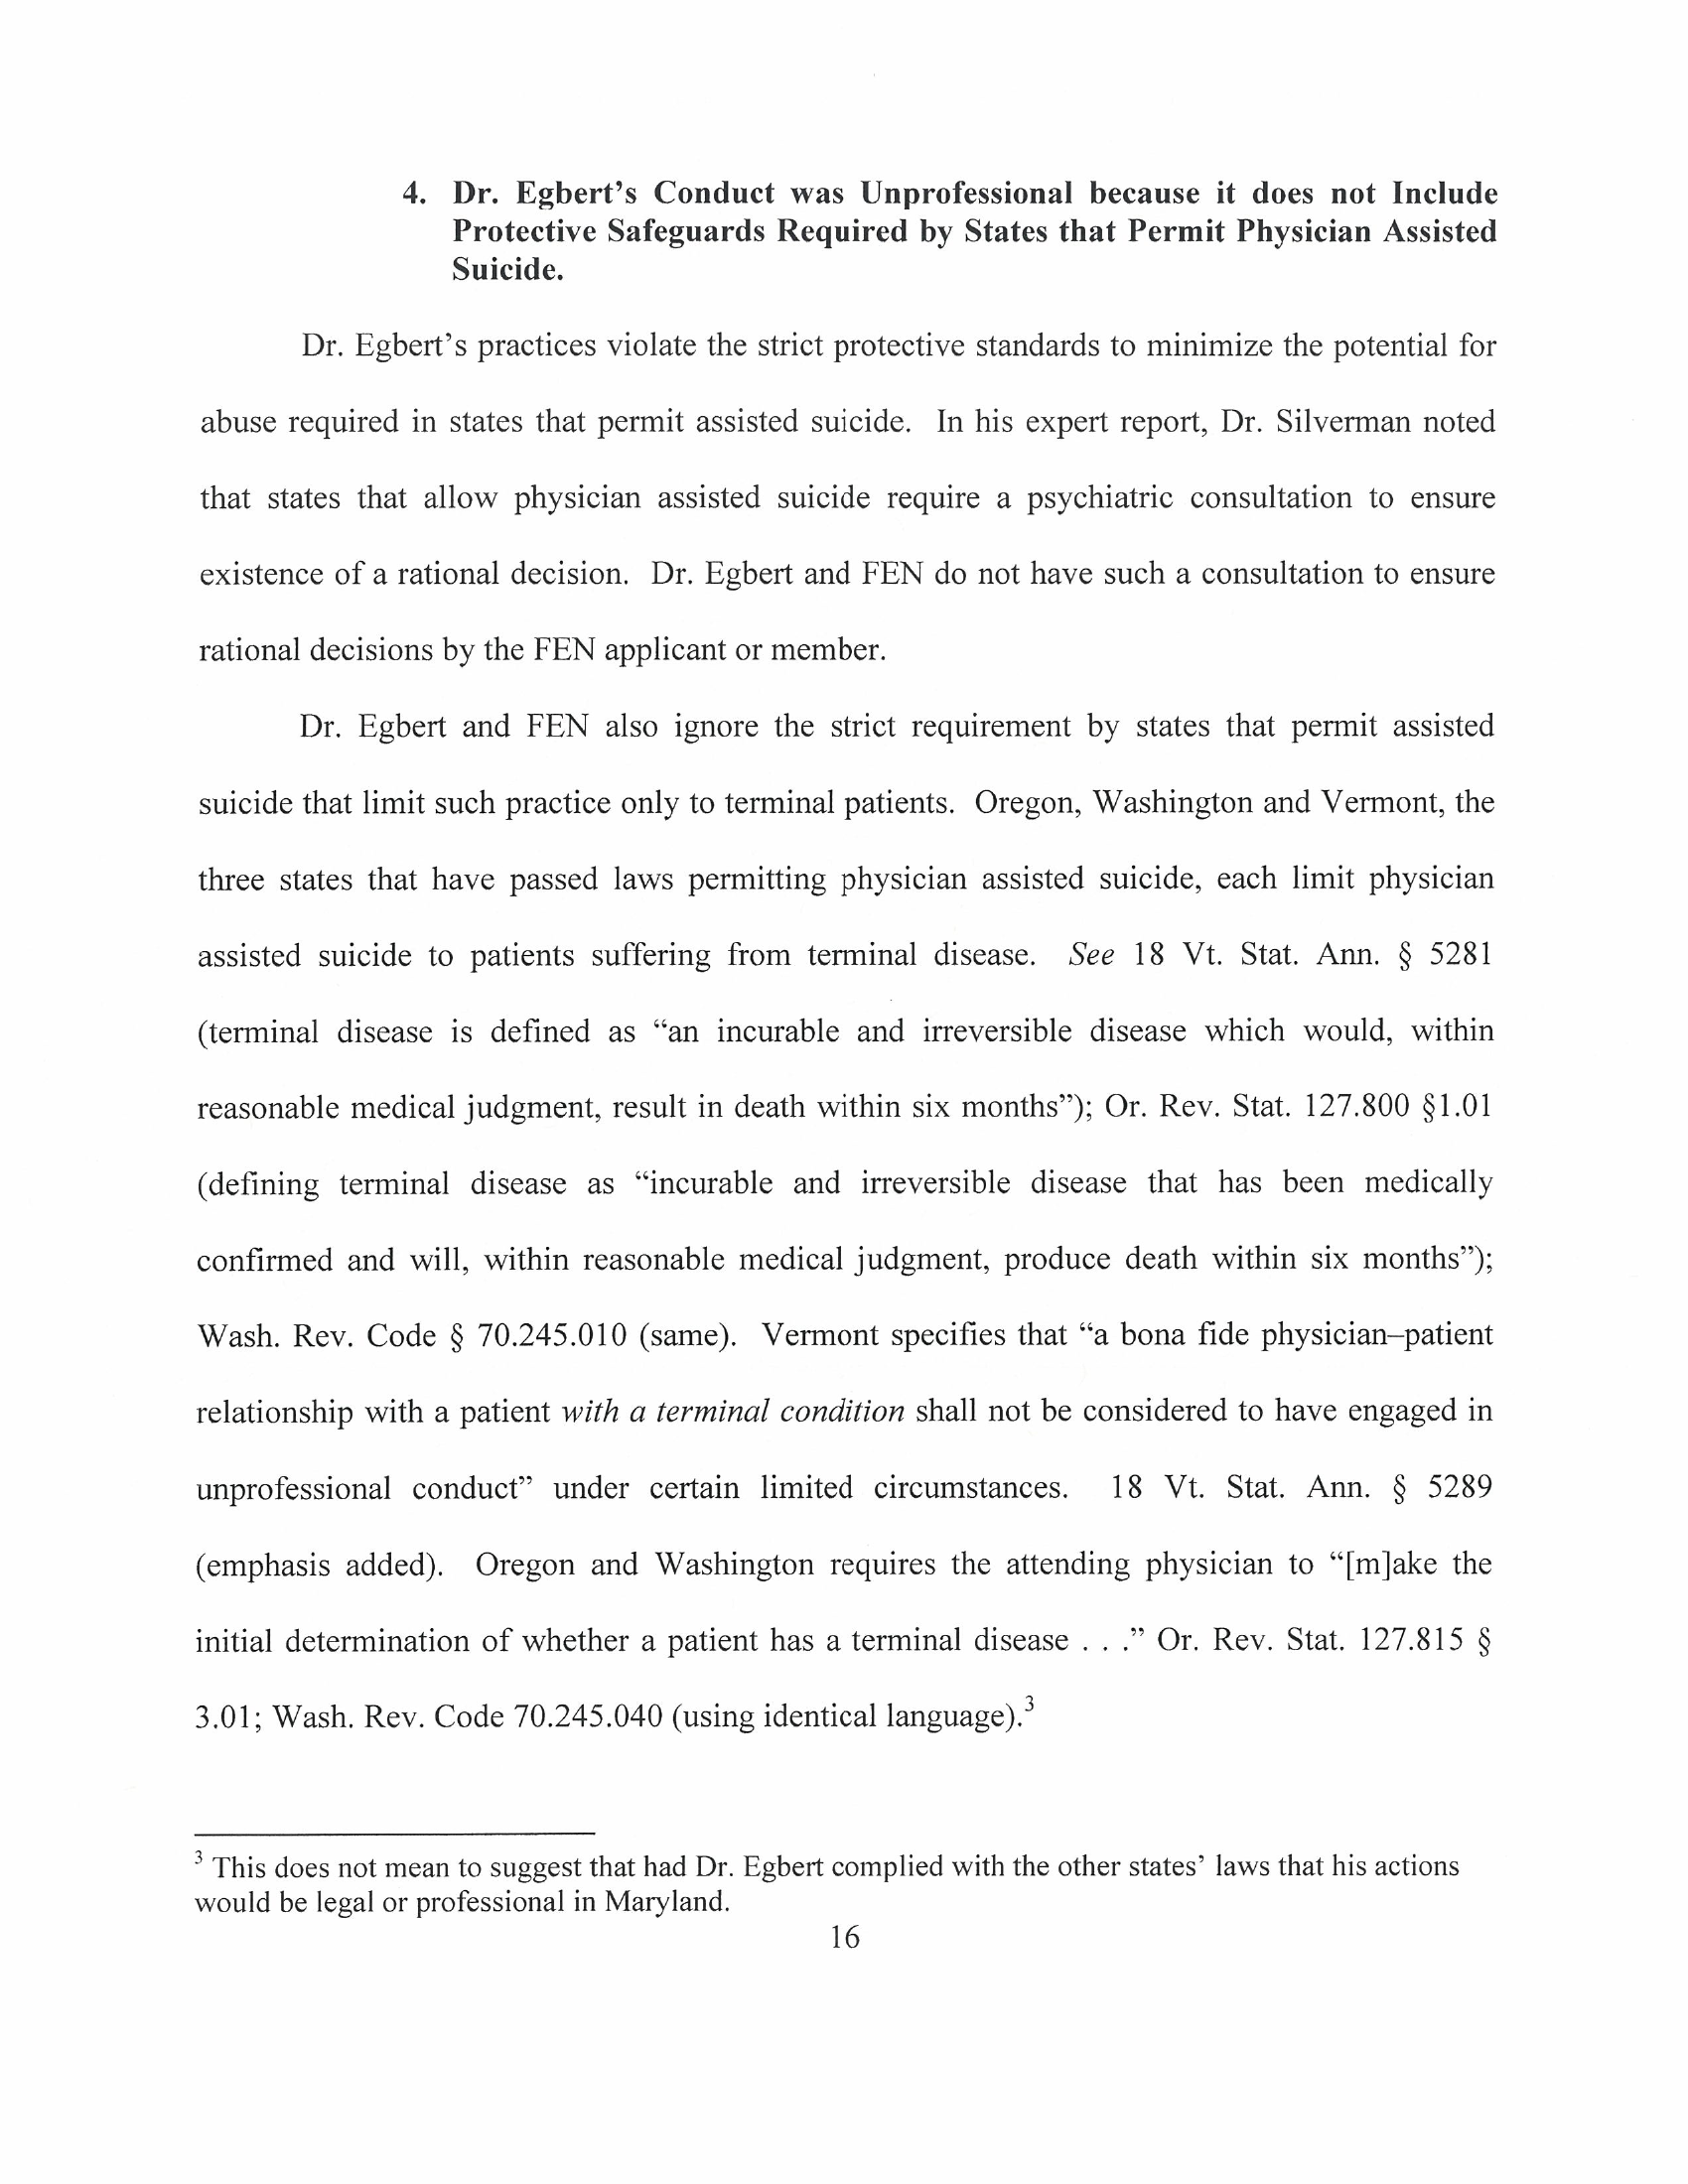 4. Dr. Egbert’s Conduct was Unprofessional because it does not Include
Protective Safeguards Required by States that Permit Physician Assisted
Suicide.
Dr. Egbert’s practices violate the strict protective standards to minimize the potential for
abuse required in states that permit assisted suicide. In his expert report, Dr. Silverman noted
that states that allow physician assisted suicide require a psychiatric consultation to ensure
existence of a rational decision. Dr. Egbert and FEN do not have such a consultation to ensure
rational decisions by the FEN applicant or member.
Dr. Egbert and FEN also ignore the strict requirement by states that permit assisted
suicide that limit such practice only to terminal patients. Oregon, Washington and Vermont, the
three states that have passed laws permitting physician assisted suicide, each limit physician
assisted suicide to patients suffering from terminal disease. See 18 Vt. Stat. Ann. § 5281
(terminal disease is defined as “an incurable and irreversible disease which would, within
reasonable medical judgment, result in death within six months”); Or. Rev. Stat. 127.800 §1.01
(defining terminal disease as “incurable and irreversible disease that has been medically
confirmed and will, within reasonable medical judgment, produce death within six months”);
Wash. Rev. Code § 70.245.010 (same). Vermont specifies that “a bona fide physician–patient
relationship with a patient with a terminal condition shall not be considered to have engaged in
unprofessional conduct” under certain limited circumstances. 18 Vt. Stat. Ann. § 5289
(emphasis added). Oregon and Washington requires the attending physician to “[m]ake the
initial determination of whether a patient has a terminal disease . . .” Or. Rev. Stat. 127.815 §
3.01; Wash. Rev. Code 70.245.040 (using identical language).3
3 This does not mean to suggest that had Dr. Egbert complied with the other states’ laws that his actions
would be legal or professional in Maryland.
16